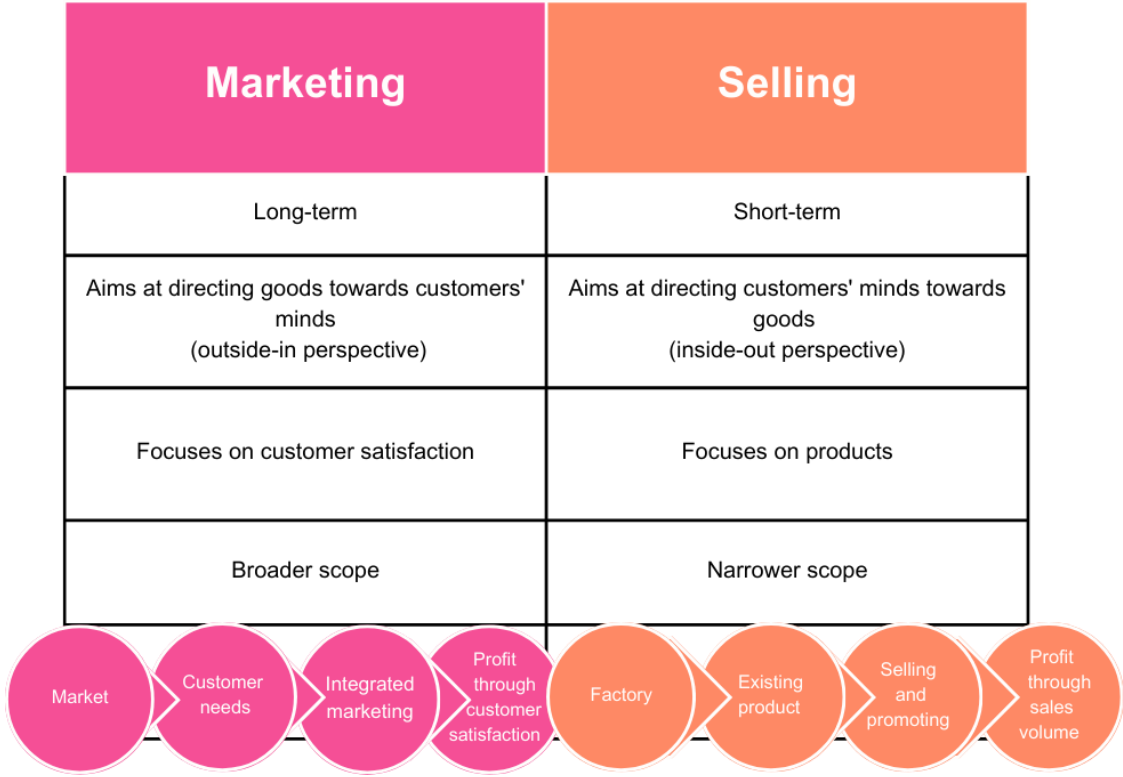 Marketing
Selling
Long-term
Short-term
Aims at directing goods towards customers'
minds
(outside-in perspective)
Aims at directing customers' minds towards
goods
(inside-out perspective)
Focuses on customer satisfaction
Focuses on products
Broader scope
Narrower scope
Market
Customer
needs
Integrated
marketing
Profit
through
customer
satisfaction
Factory
Existing
product
Selling
and
promoting
Profit
through
sales
volume